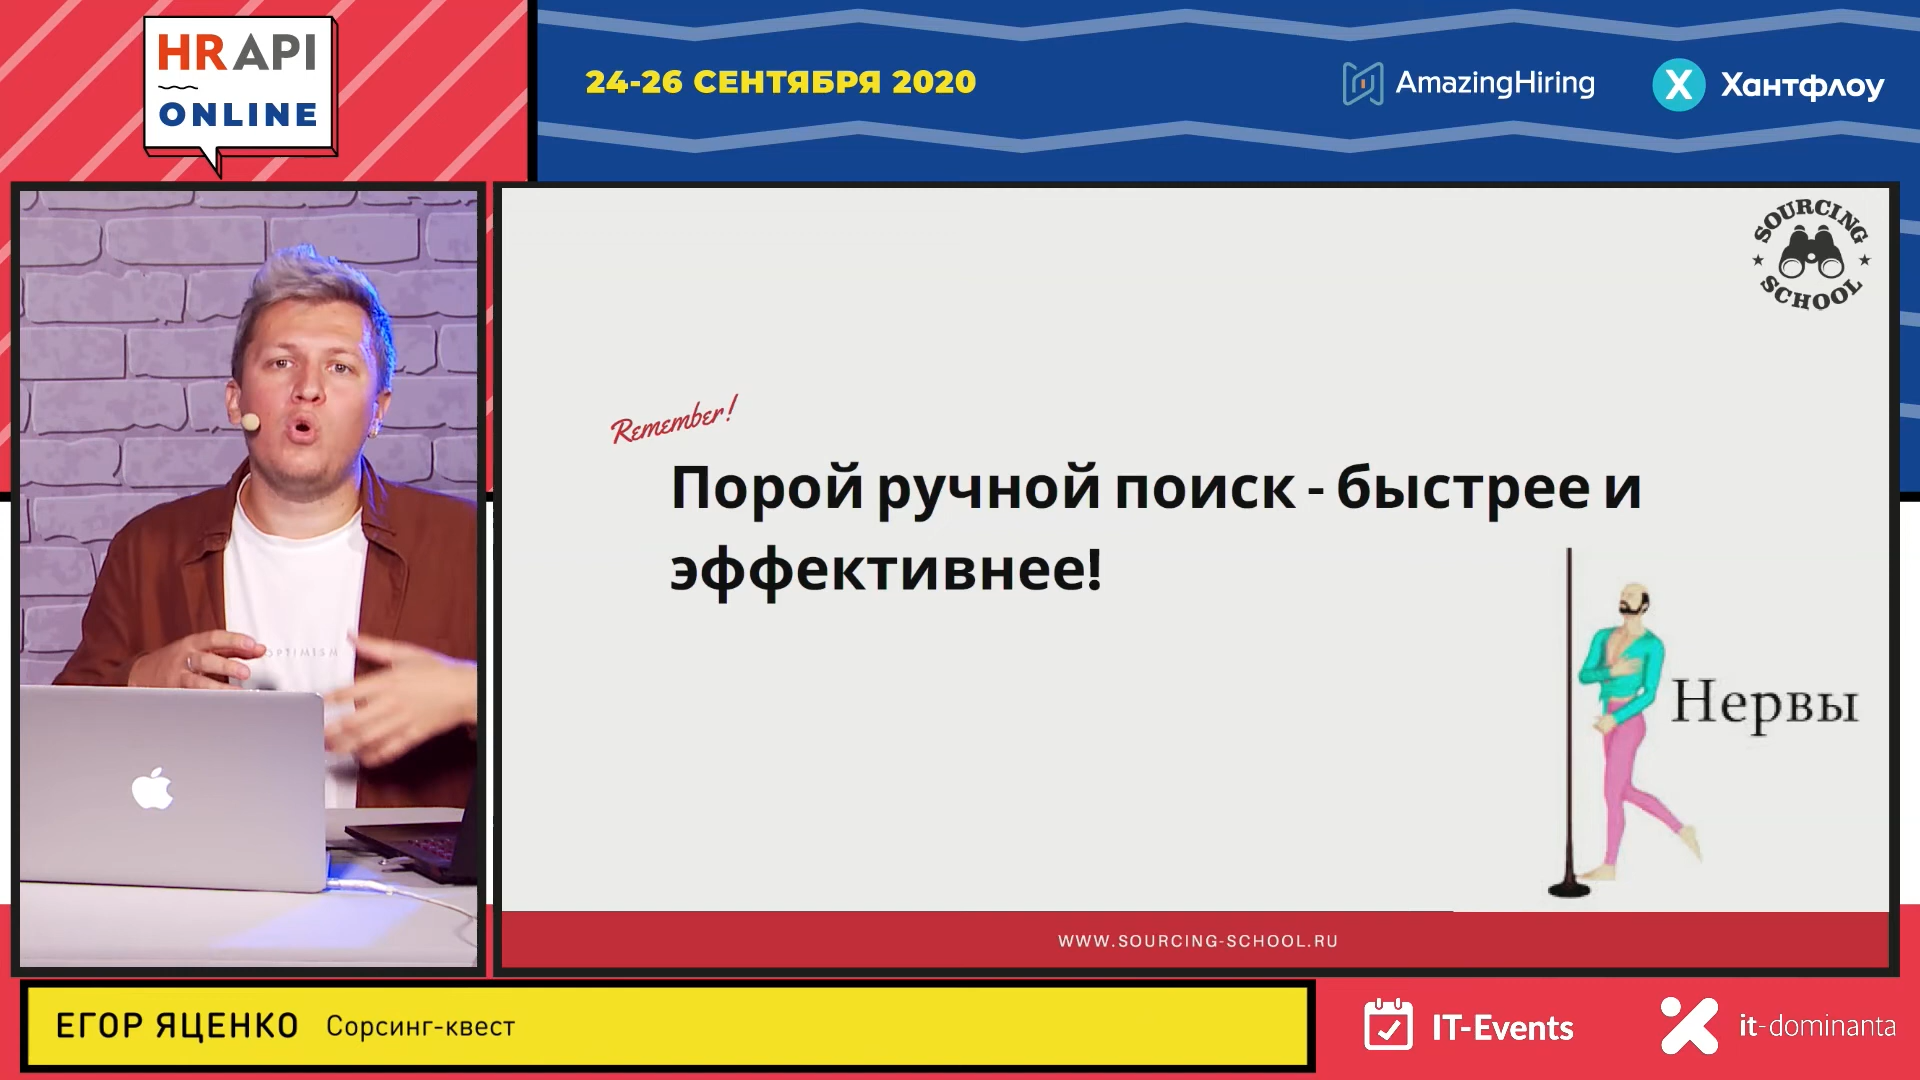 HR API
ONLINE
24-26 СЕНТЯБРЯ 2020
AmazingHiring
X Хантфлоу
SOURCING
SCHOOL
Remember!
Порой ручной поиск - быстрее и
эффективнее!
Нервы
OPTIMISM
WWW.SOURCING-SCHOOL.RU
ЕГОР ЯЦЕНКО Сорсинг-квест
IT-Events
it-dominanta